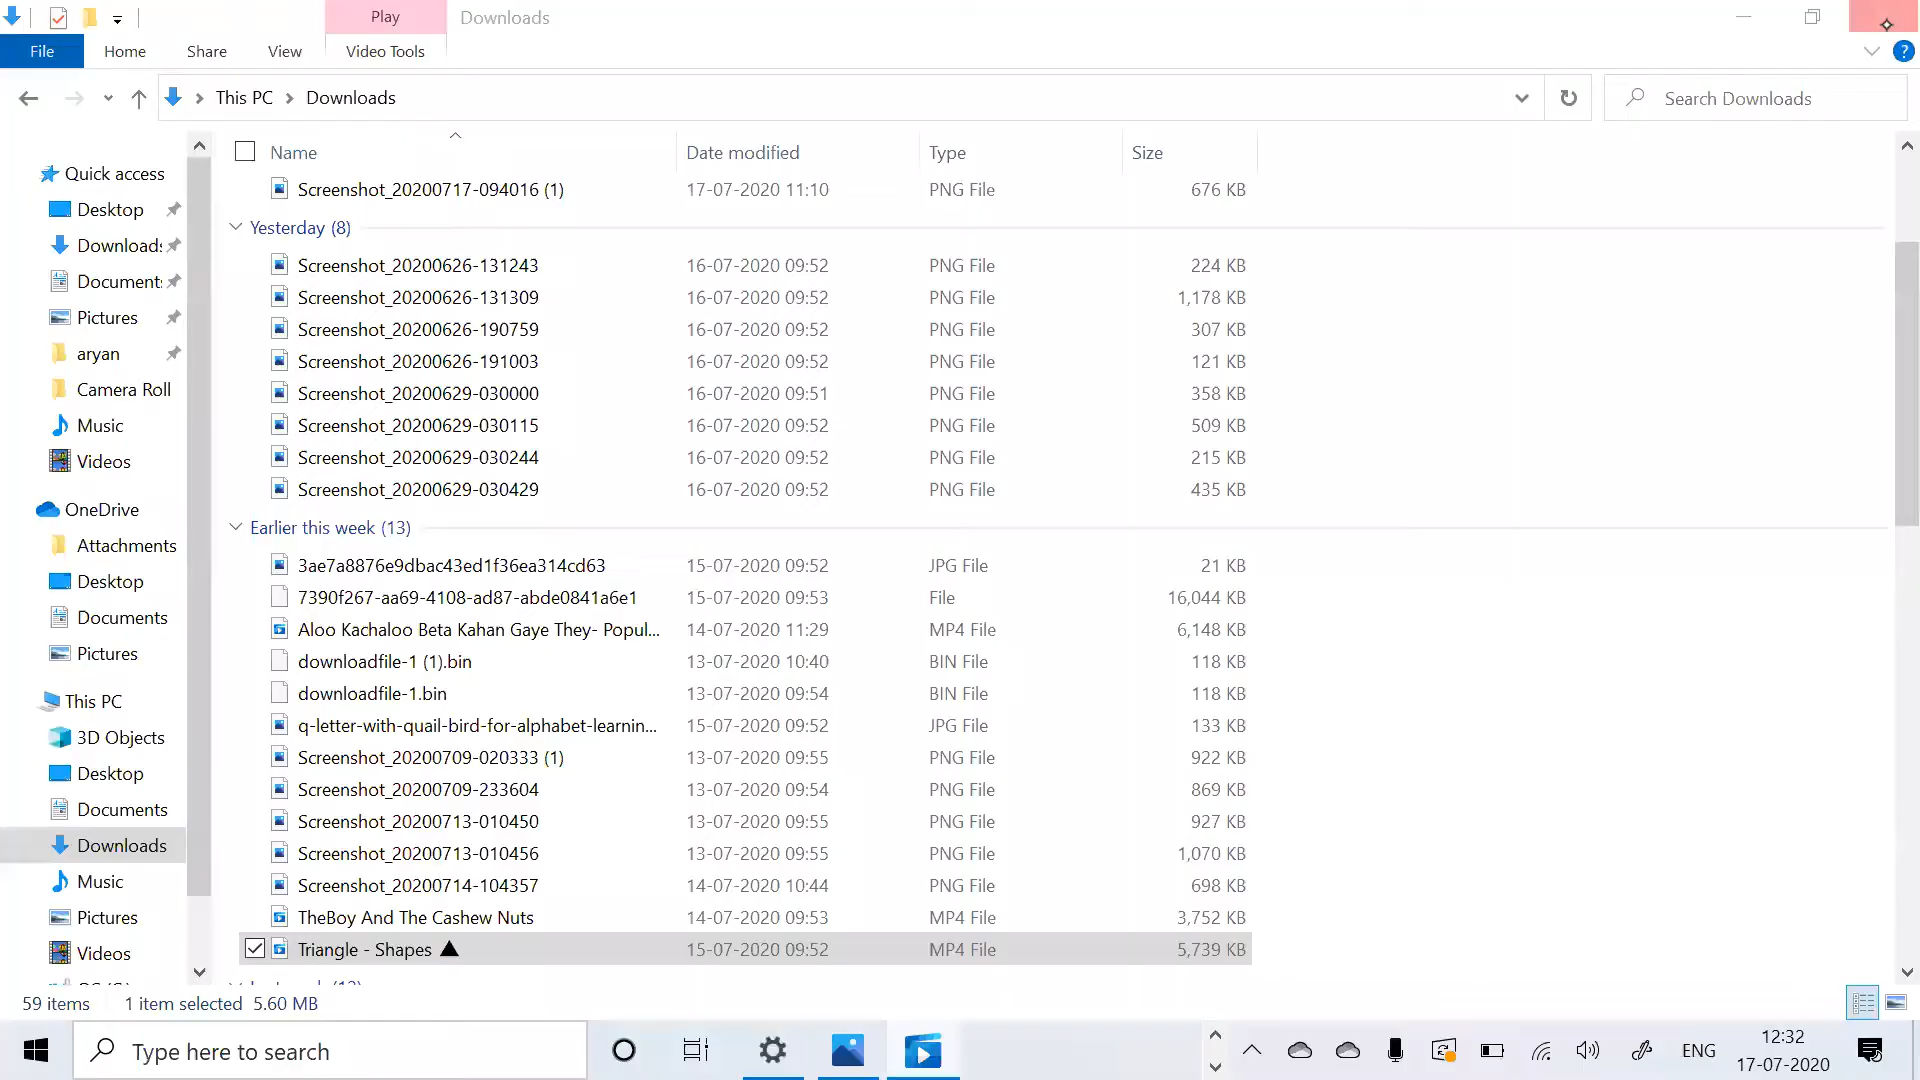 Play Downloads
File Home Share View Video Tools
This PC Downloads Search Downloads
Name Date modified Type Size
Screenshot_20200717-094016 (1) 17-07-2020 11:10 PNG File 676 KB
Yesterday (8)
Screenshot_20200626-131243 16-07-2020 09:52 PNG File 224 KB
Screenshot_20200626-131309 16-07-2020 09:52 PNG File 1,178 KB
Screenshot_20200626-190759 16-07-2020 09:52 PNG File 307 KB
Screenshot_20200626-191003 16-07-2020 09:52 PNG File 121 KB
Screenshot_20200629-030000 16-07-2020 09:51 PNG File 358 KB
Screenshot_20200629-030115 16-07-2020 09:52 PNG File 509 KB
Screenshot_20200629-030244 16-07-2020 09:52 PNG File 215 KB
Screenshot_20200629-030429 16-07-2020 09:52 PNG File 435 KB
Earlier this week (13)
3ae7a8876e9dbac43ed1f36ea314cd63 15-07-2020 09:52 JPG File 21 KB
7390f267-aa69-4108-ad87-abde0841a6e1 15-07-2020 09:53 File 16,044 KB
Aloo Kachaloo Beta Kahan Gaye They- Popul... 14-07-2020 11:29 MP4 File 6,148 KB
downloadfile-1 (1).bin 13-07-2020 10:40 BIN File 118 KB
downloadfile-1.bin 13-07-2020 09:54 BIN File 118 KB
q-letter-with-quail-bird-for-alphabet-learnin... 15-07-2020 09:52 JPG File 133 KB
Screenshot_20200709-020333 (1) 13-07-2020 09:55 PNG File 922 KB
Screenshot_20200709-233604 13-07-2020 09:54 PNG File 869 KB
Screenshot_20200713-010450 13-07-2020 09:55 PNG File 927 KB
Screenshot_20200713-010456 13-07-2020 09:55 PNG File 1,070 KB
Screenshot_20200714-104357 14-07-2020 10:44 PNG File 698 KB
TheBoy And The Cashew Nuts 14-07-2020 09:53 MP4 File 3,752 KB
Triangle - Shapes ▲ 15-07-2020 09:52 MP4 File 5,739 KB
Quick access
Desktop
Downloads
Documents
Pictures
aryan
Camera Roll
Music
Videos
OneDrive
Attachments
Desktop
Documents
Pictures
This PC
3D Objects
Desktop
Documents
Downloads
Music
Pictures
Videos
59 items 1 item selected 5.60 MB
Type here to search
ENG
12:32
17-07-2020